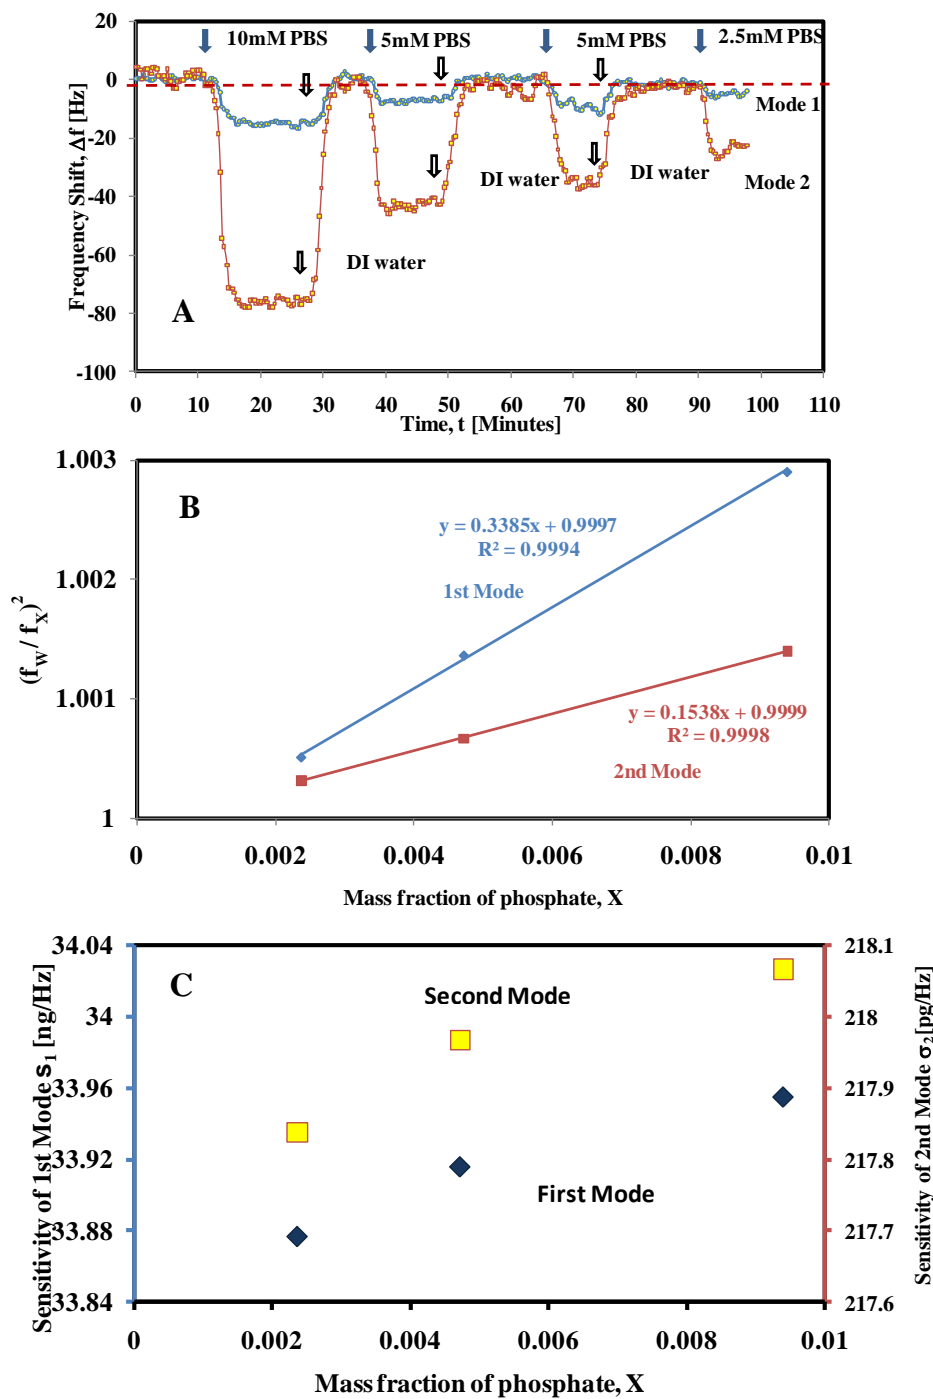 20
10mM PBS
5mM PBS
5mM PBS
2.5mM PBS
0
Mode 1
-20
DI water
DI water
Mode 2
-40
-60
DI water
A
-80
-100
Frequency Shift, Δf [Hz]
0 10 20 30 40 50 60 70 80 90 100 110
Time, t [Minutes]
1.003
B
y = 0.3385x + 0.9997
R² = 0.9994
1st Mode
1.002
1.001
y = 0.1538x + 0.9999
R² = 0.9998
2nd Mode
1
(f_W / f_X)²
0 0.002 0.004 0.006 0.008 0.01
Mass fraction of phosphate, X
34.04
34
33.96
33.92
33.88
33.84
Sensitivity of 1st Mode s₁ [ng/Hz]
C
Second Mode
First Mode
218.1
218
217.9
217.8
217.7
217.6
Sensitivity of 2nd Mode σ₂[pg/Hz]
0 0.002 0.004 0.006 0.008 0.01
Mass fraction of phosphate, X